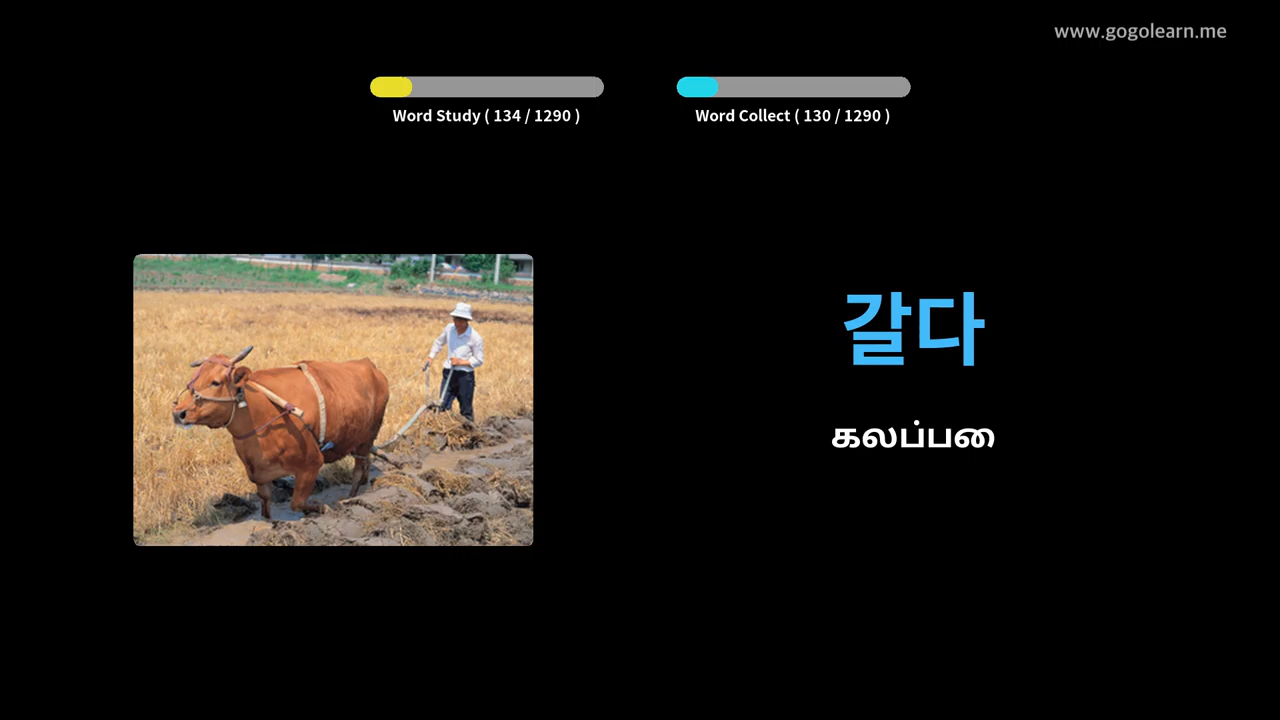 www.gogolearn.me
Word Study ( 134 / 1290 )
Word Collect ( 130 / 1290 )
갈다
கலப்பை